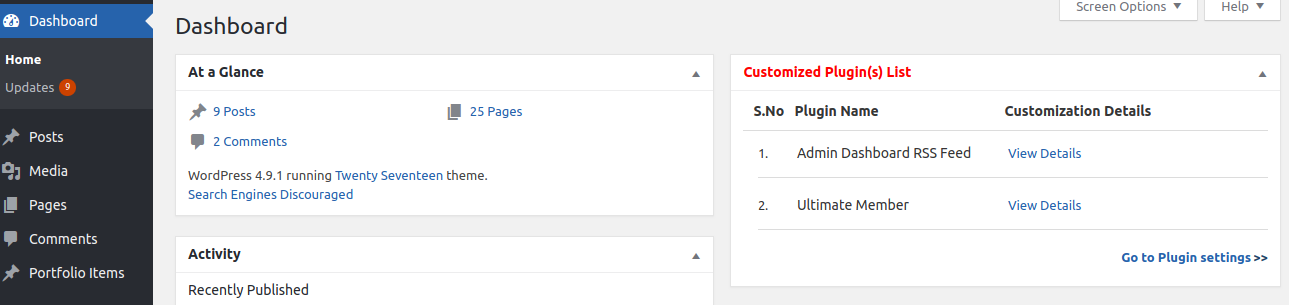 Dashboard
Home
Updates 9
Posts
Media
Pages
Comments
Portfolio Items
Screen Options
Help
Dashboard
At a Glance
9 Posts
25 Pages
2 Comments
WordPress 4.9.1 running Twenty Seventeen theme.
Search Engines Discouraged
Activity
Recently Published
Customized Plugin(s) List
S.No Plugin Name Customization Details
1. Admin Dashboard RSS Feed View Details
2. Ultimate Member View Details
Go to Plugin settings >>